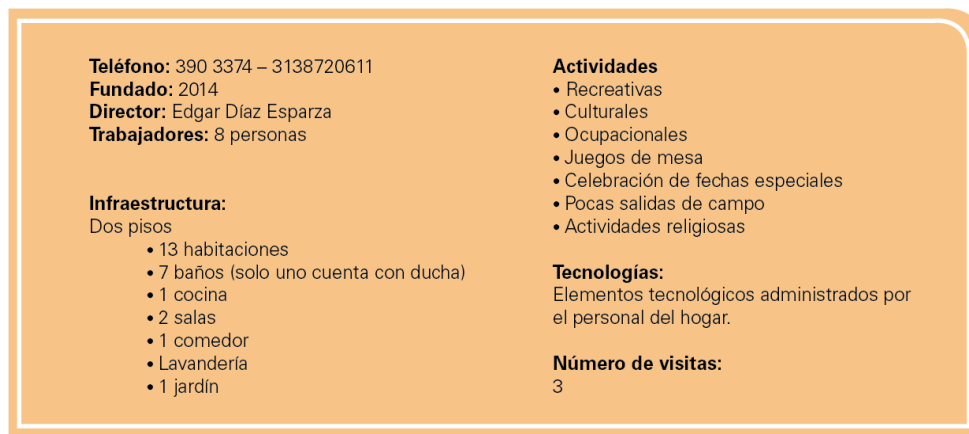 Teléfono: 390 3374 – 3138720611
Fundado: 2014
Director: Edgar Díaz Esparza
Trabajadores: 8 personas
Infraestructura:
Dos pisos
• 13 habitaciones
• 7 baños (solo uno cuenta con ducha)
• 1 cocina
• 2 salas
• 1 comedor
• Lavandería
• 1 jardín
Actividades
• Recreativas
• Culturales
• Ocupacionales
• Juegos de mesa
• Celebración de fechas especiales
• Pocas salidas de campo
• Actividades religiosas
Tecnologías:
Elementos tecnológicos administrados por
el personal del hogar.
Número de visitas:
3